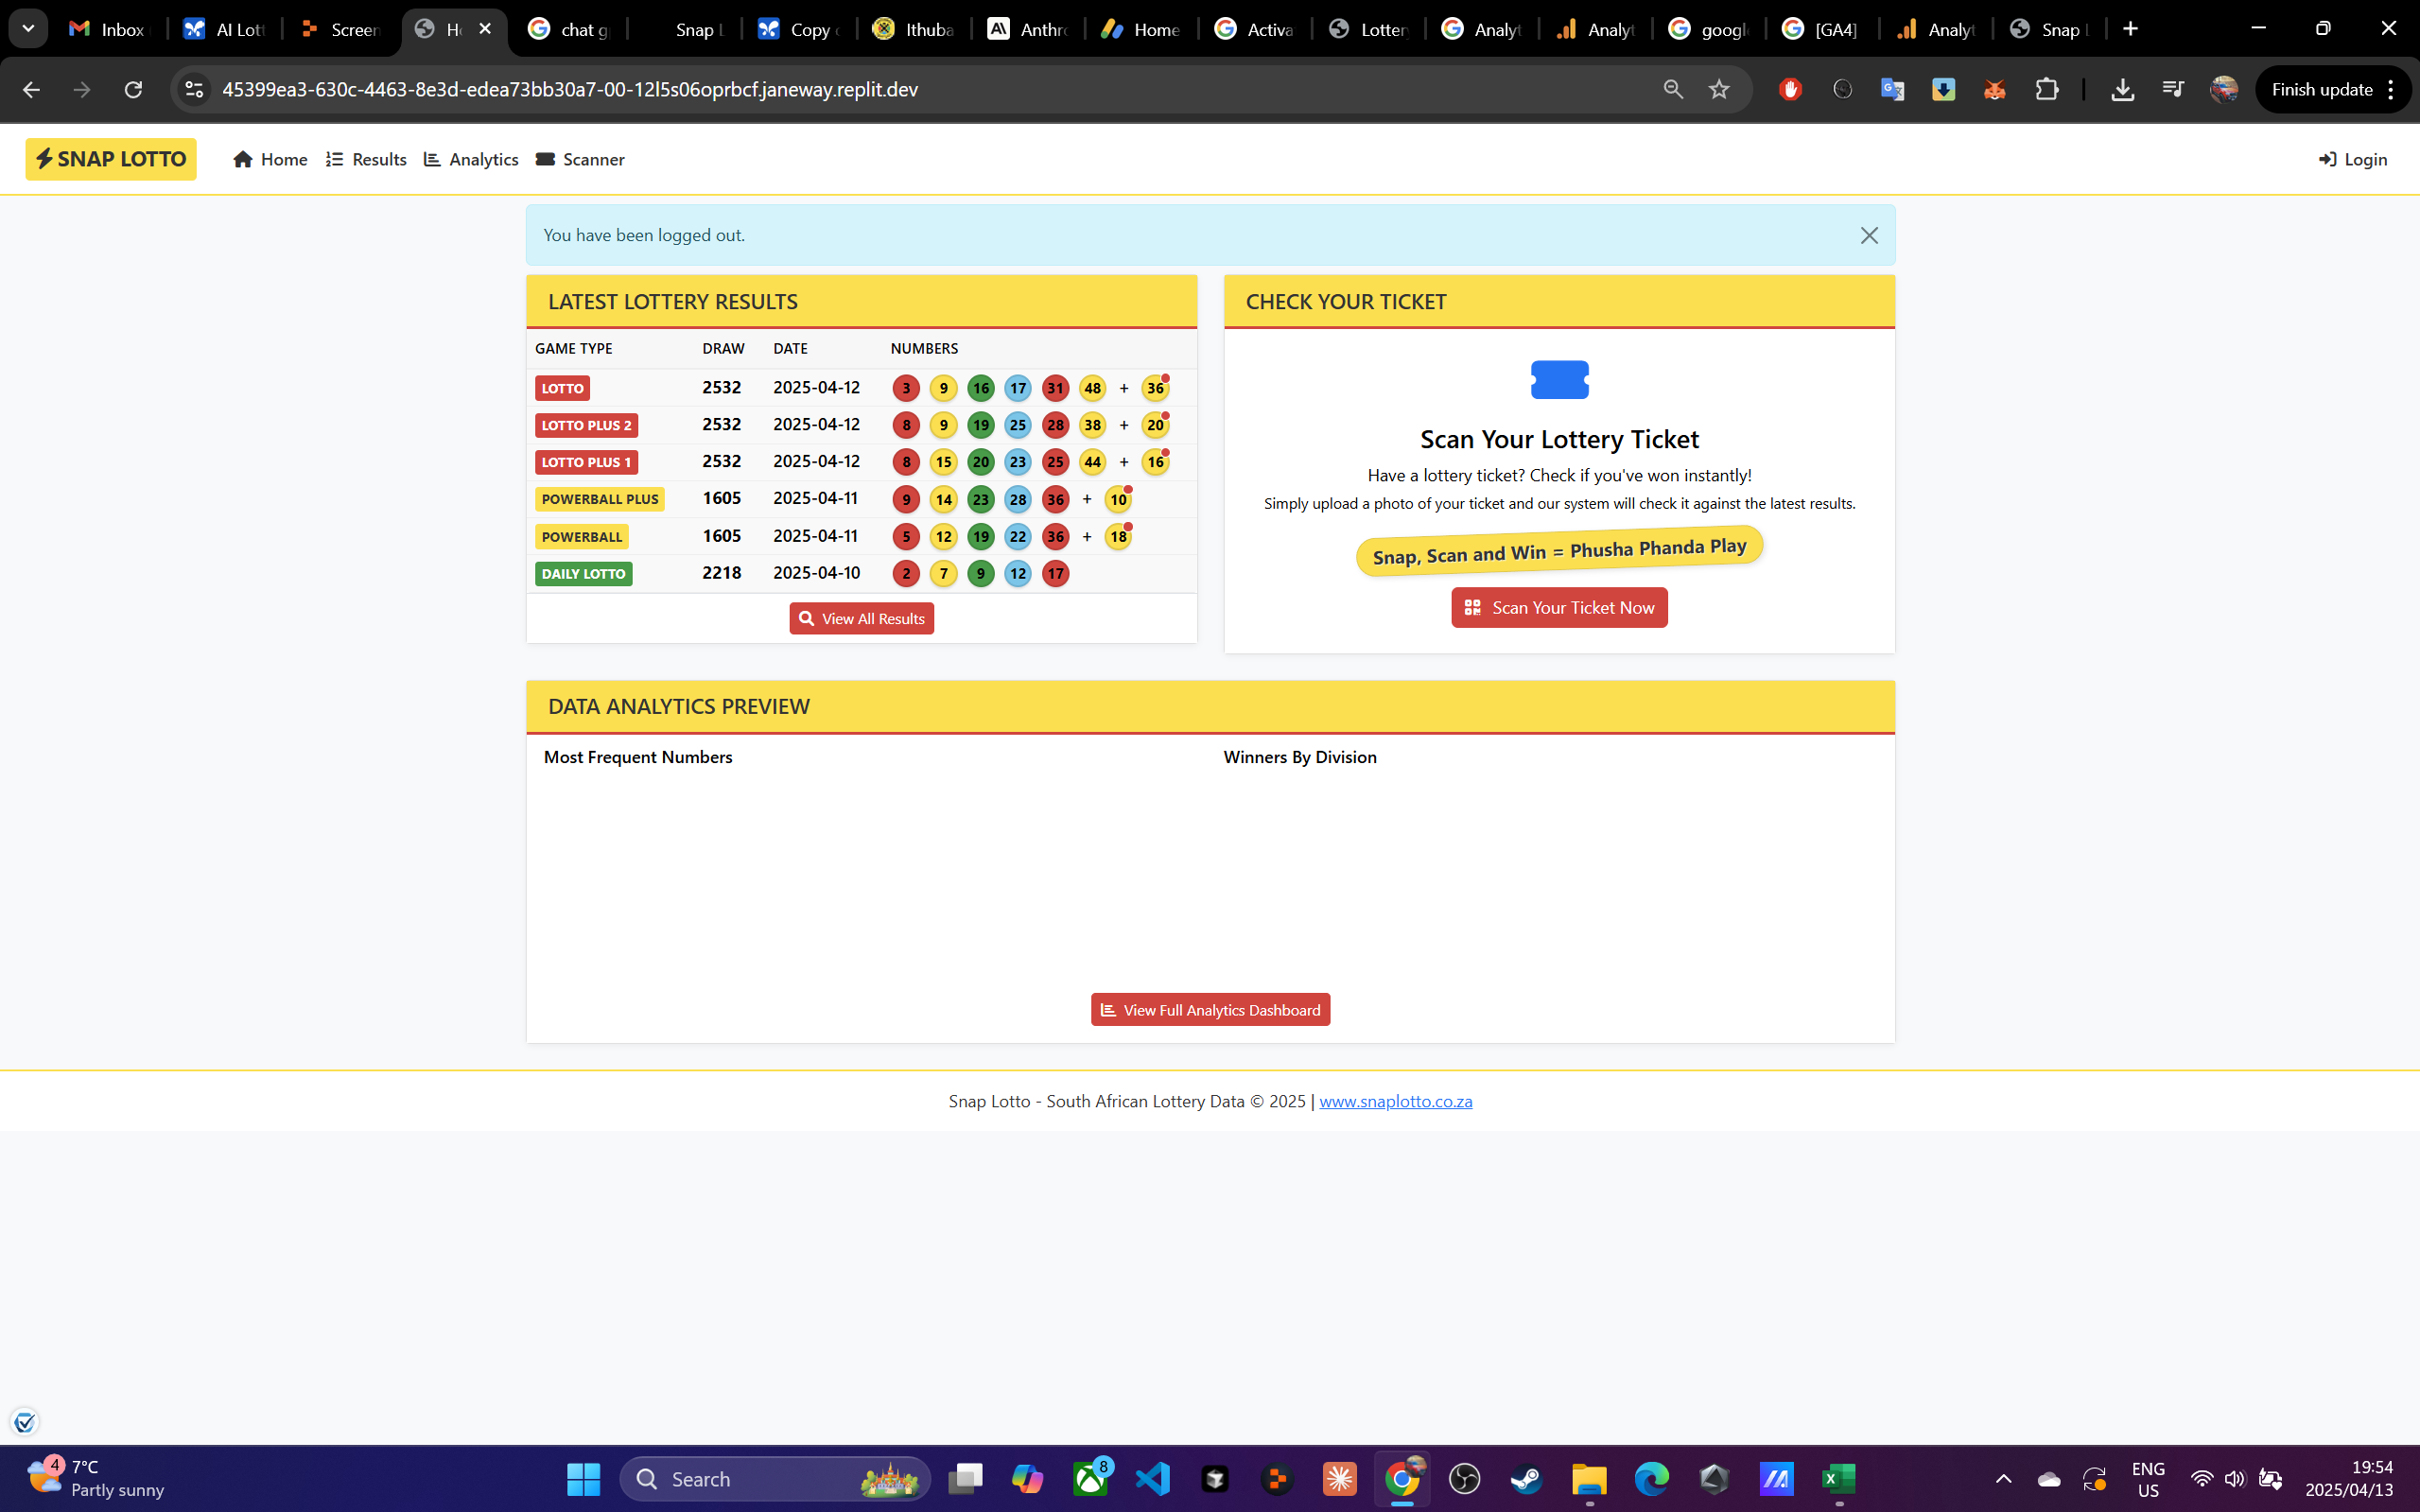 Inbox
AI Lott
Screen
Ho
chat g
Snap L
Copy o
Ithuba
Anthro
Home
Activa
Lotter
Analyt
Analyt
googl
[GA4]
Analyt
Snap L
45399ea3-630c-4463-8e3d-edea73bb30a7-00-12l5s06oprbcf.janeway.replit.dev
Finish update
SNAP LOTTO
Home
Results
Analytics
Scanner
Login
You have been logged out.
LATEST LOTTERY RESULTS
GAME TYPE DRAW DATE NUMBERS
LOTTO 2532 2025-04-12 3 9 16 17 31 48 + 36
LOTTO PLUS 2 2532 2025-04-12 8 9 19 25 28 38 + 20
LOTTO PLUS 1 2532 2025-04-12 8 15 20 23 25 44 + 16
POWERBALL PLUS 1605 2025-04-11 9 14 23 28 36 + 10
POWERBALL 1605 2025-04-11 5 12 19 22 36 + 18
DAILY LOTTO 2218 2025-04-10 2 7 9 12 17
View All Results
CHECK YOUR TICKET
Scan Your Lottery Ticket
Have a lottery ticket? Check if you've won instantly!
Simply upload a photo of your ticket and our system will check it against the latest results.
Snap, Scan and Win = Phusha Phanda Play
Scan Your Ticket Now
DATA ANALYTICS PREVIEW
Most Frequent Numbers
Winners By Division
View Full Analytics Dashboard
Snap Lotto - South African Lottery Data © 2025 | www.snaplotto.co.za
4
7°C
Partly sunny
Search
8
ENG
US
19:54
2025/04/13